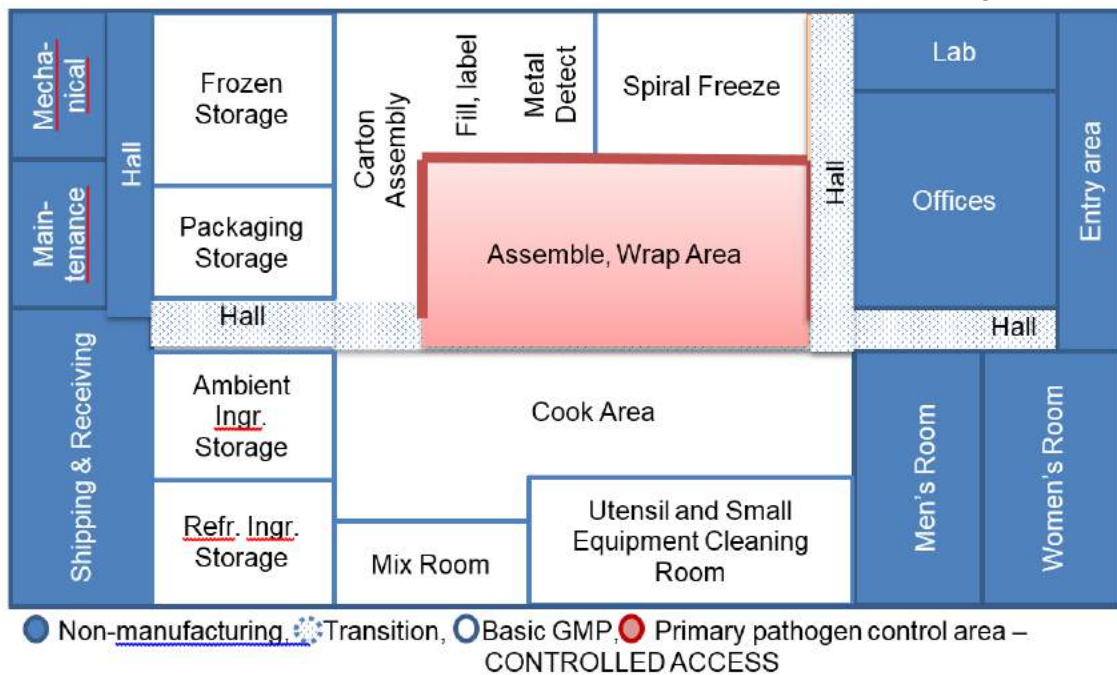 Mecha-
nical
Hall
Frozen
Storage
Carton
Assembly
Fill, label
Metal
Detect
Spiral Freeze
Hall
Lab
Offices
Entry area
Main-
tenance
Packaging
Storage
Assemble, Wrap Area
Hall
Hall
Shipping & Receiving
Ambient
Ingr.
Storage
Cook Area
Refr. Ingr.
Storage
Mix Room
Utensil and Small
Equipment Cleaning
Room
Men's Room
Women's Room
Non-manufacturing, Transition, Basic GMP, Primary pathogen control area –
CONTROLLED ACCESS